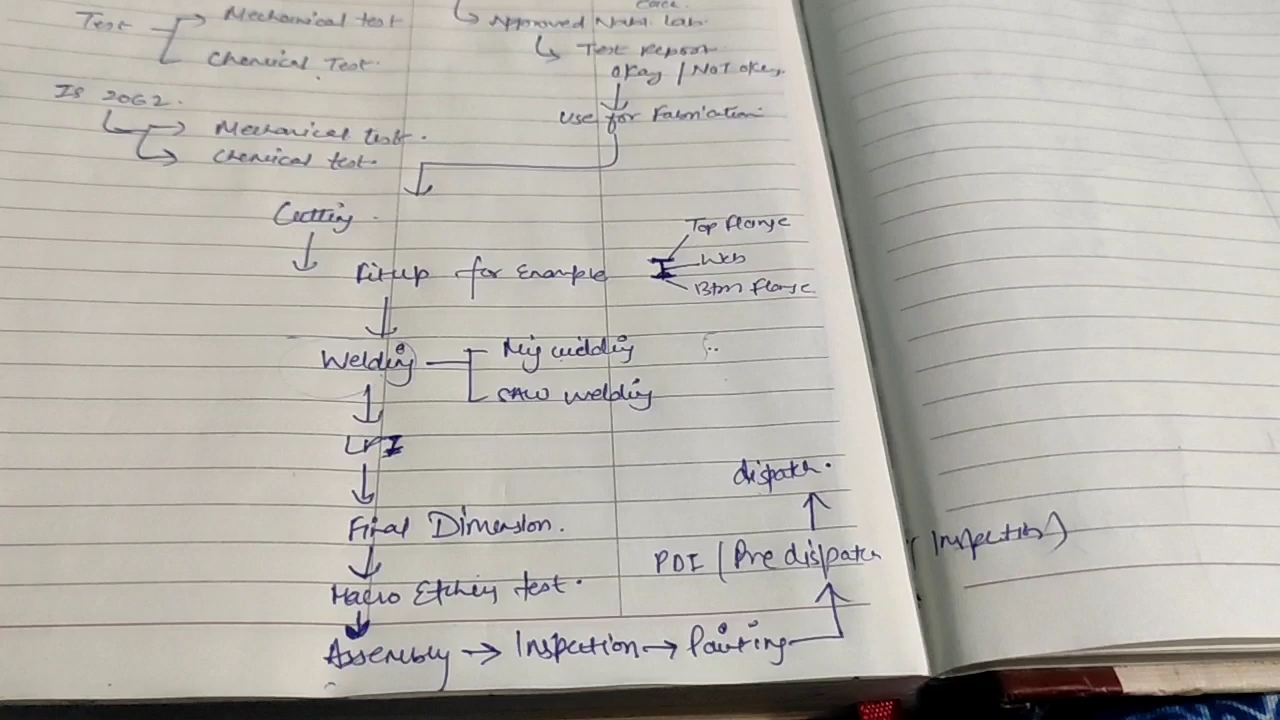 Test Mechanical test
Chemical Test.
Approved Lab.
Test Report
okay / Not okay
IS 2062.
Mechanical test.
Chemical test.
Use for Fabrication
Cutting
Fitup for Example
Top flange
Web
Btm flange
Welding Mig welding
SAW welding
LPI
Final Dimension.
Macro Etching test.
Assembly → Inspection → Painting
PDI / Pre dispatch Inspection)
dispatch.